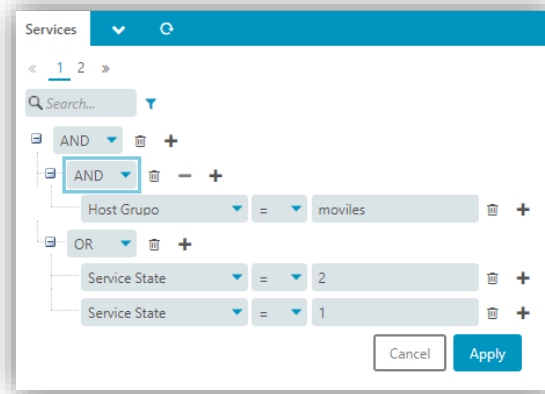 Services
« 1 2 »
Search...
AND
AND
Host Grupo = moviles
OR
Service State = 2
Service State = 1
Cancel Apply